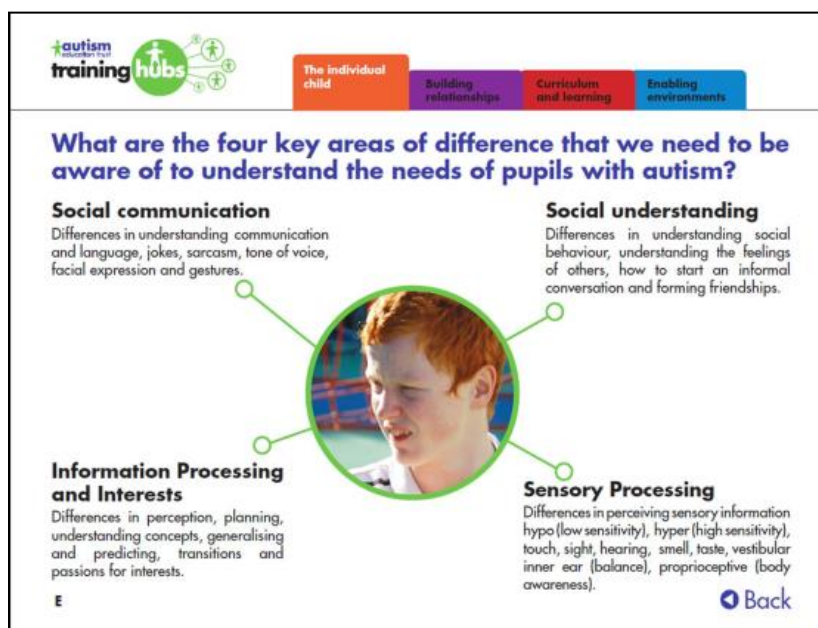 autism
education trust
training hubs
The individual
child
Building
relationships
Curriculum
and learning
Enabling
environments
What are the four key areas of difference that we need to be
aware of to understand the needs of pupils with autism?
Social communication
Differences in understanding communication
and language, jokes, sarcasm, tone of voice,
facial expression and gestures.
Social understanding
Differences in understanding social
behaviour, understanding the feelings
of others, how to start an informal
conversation and forming friendships.
Information Processing
and Interests
Differences in perception, planning,
understanding concepts, generalising
and predicting, transitions and
passions for interests.
Sensory Processing
Differences in perceiving sensory information
hypo (low sensitivity), hyper (high sensitivity),
touch, sight, hearing, smell, taste, vestibular
inner ear (balance), proprioceptive (body
awareness).
E
Back